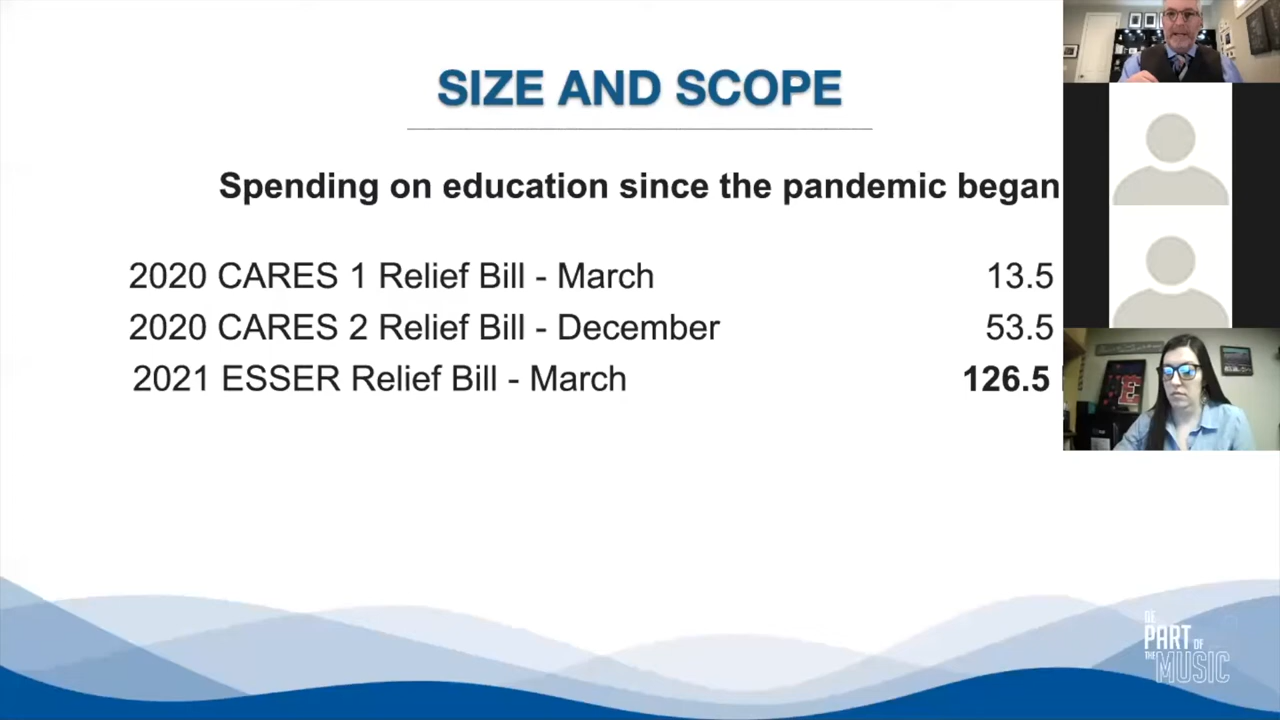 SIZE AND SCOPE
Spending on education since the pandemic began
2020 CARES 1 Relief Bill - March 13.5
2020 CARES 2 Relief Bill - December 53.5
2021 ESSER Relief Bill - March 126.5
E
BE
PART OF
THE MUSIC